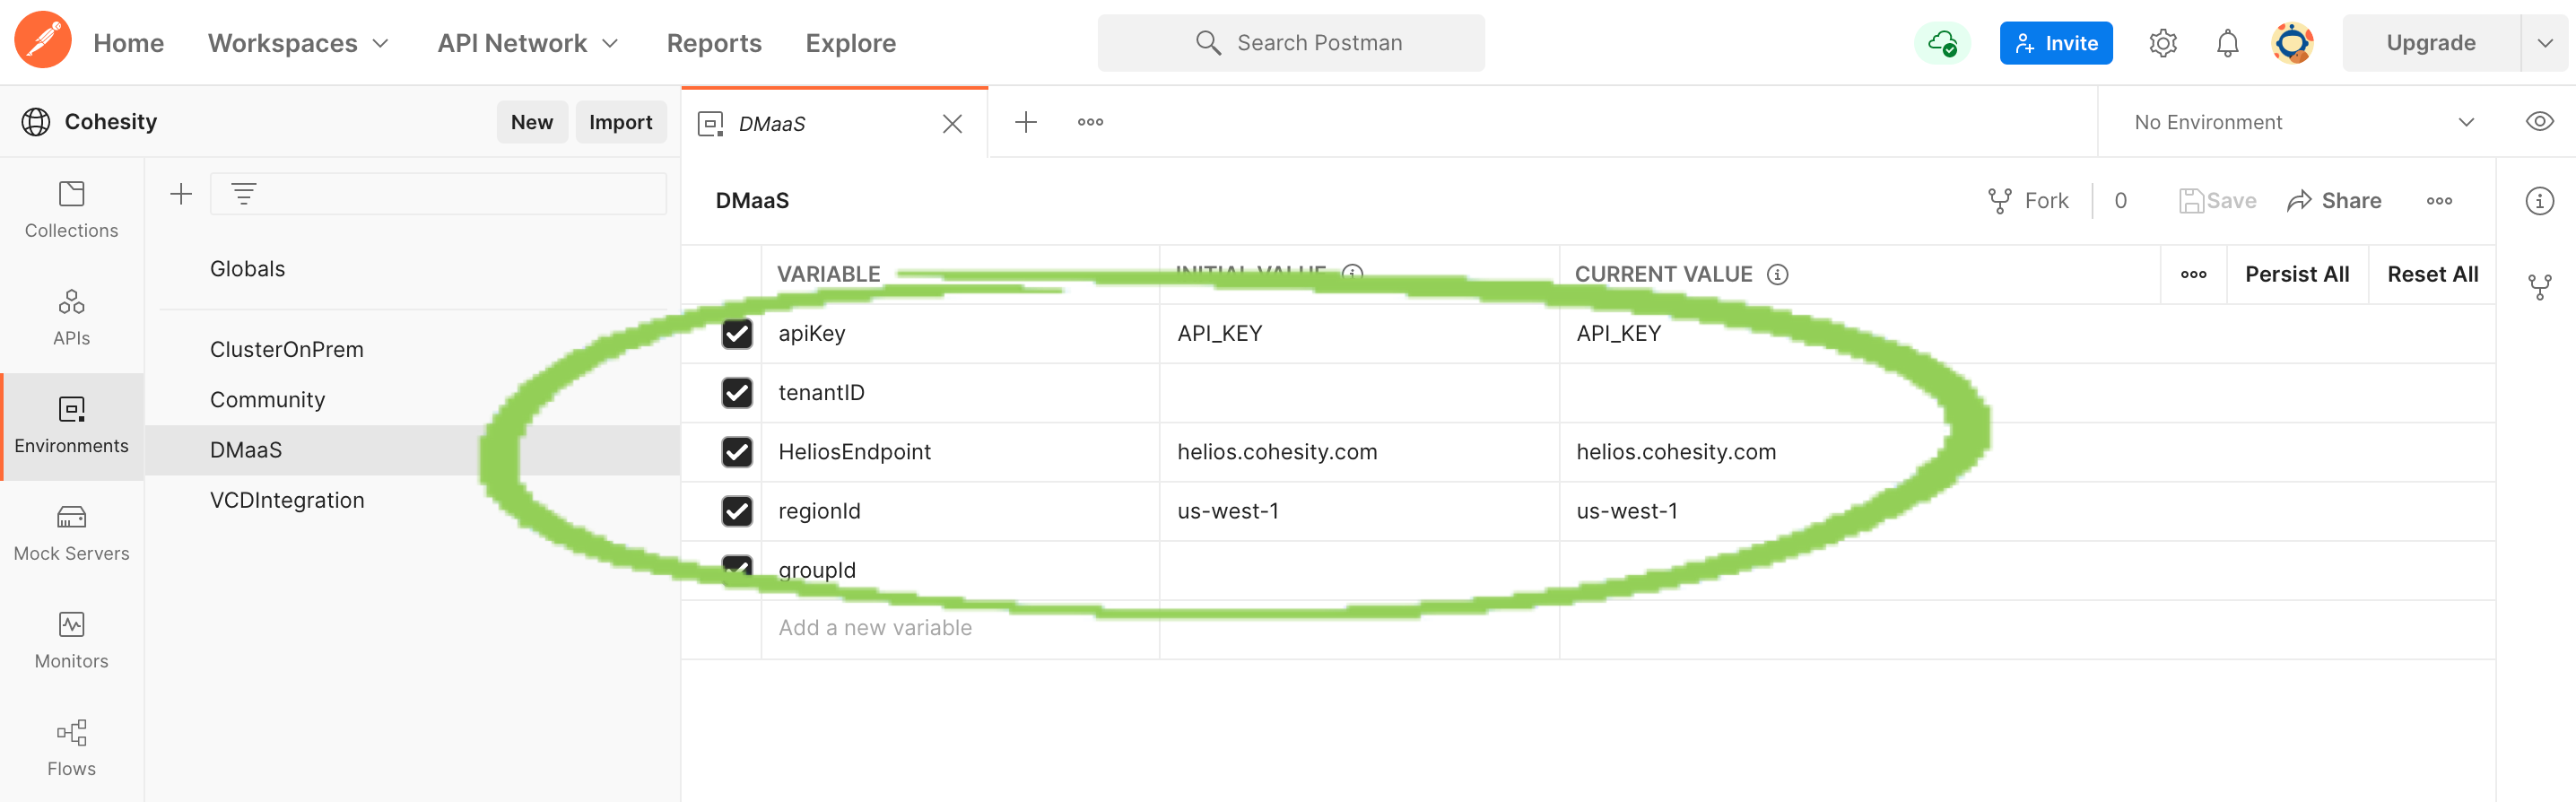 Home Workspaces API Network Reports Explore Search Postman Invite Upgrade
Cohesity New Import DMaaS No Environment
Collections
APIs
Environments
Mock Servers
Monitors
Flows
Globals
ClusterOnPrem
Community
DMaaS
VCDIntegration
DMaaS Fork 0 Save Share
VARIABLE INITIAL VALUE CURRENT VALUE Persist All Reset All
apiKey API_KEY API_KEY
tenantID
HeliosEndpoint helios.cohesity.com helios.cohesity.com
regionId us-west-1 us-west-1
groupId
Add a new variable